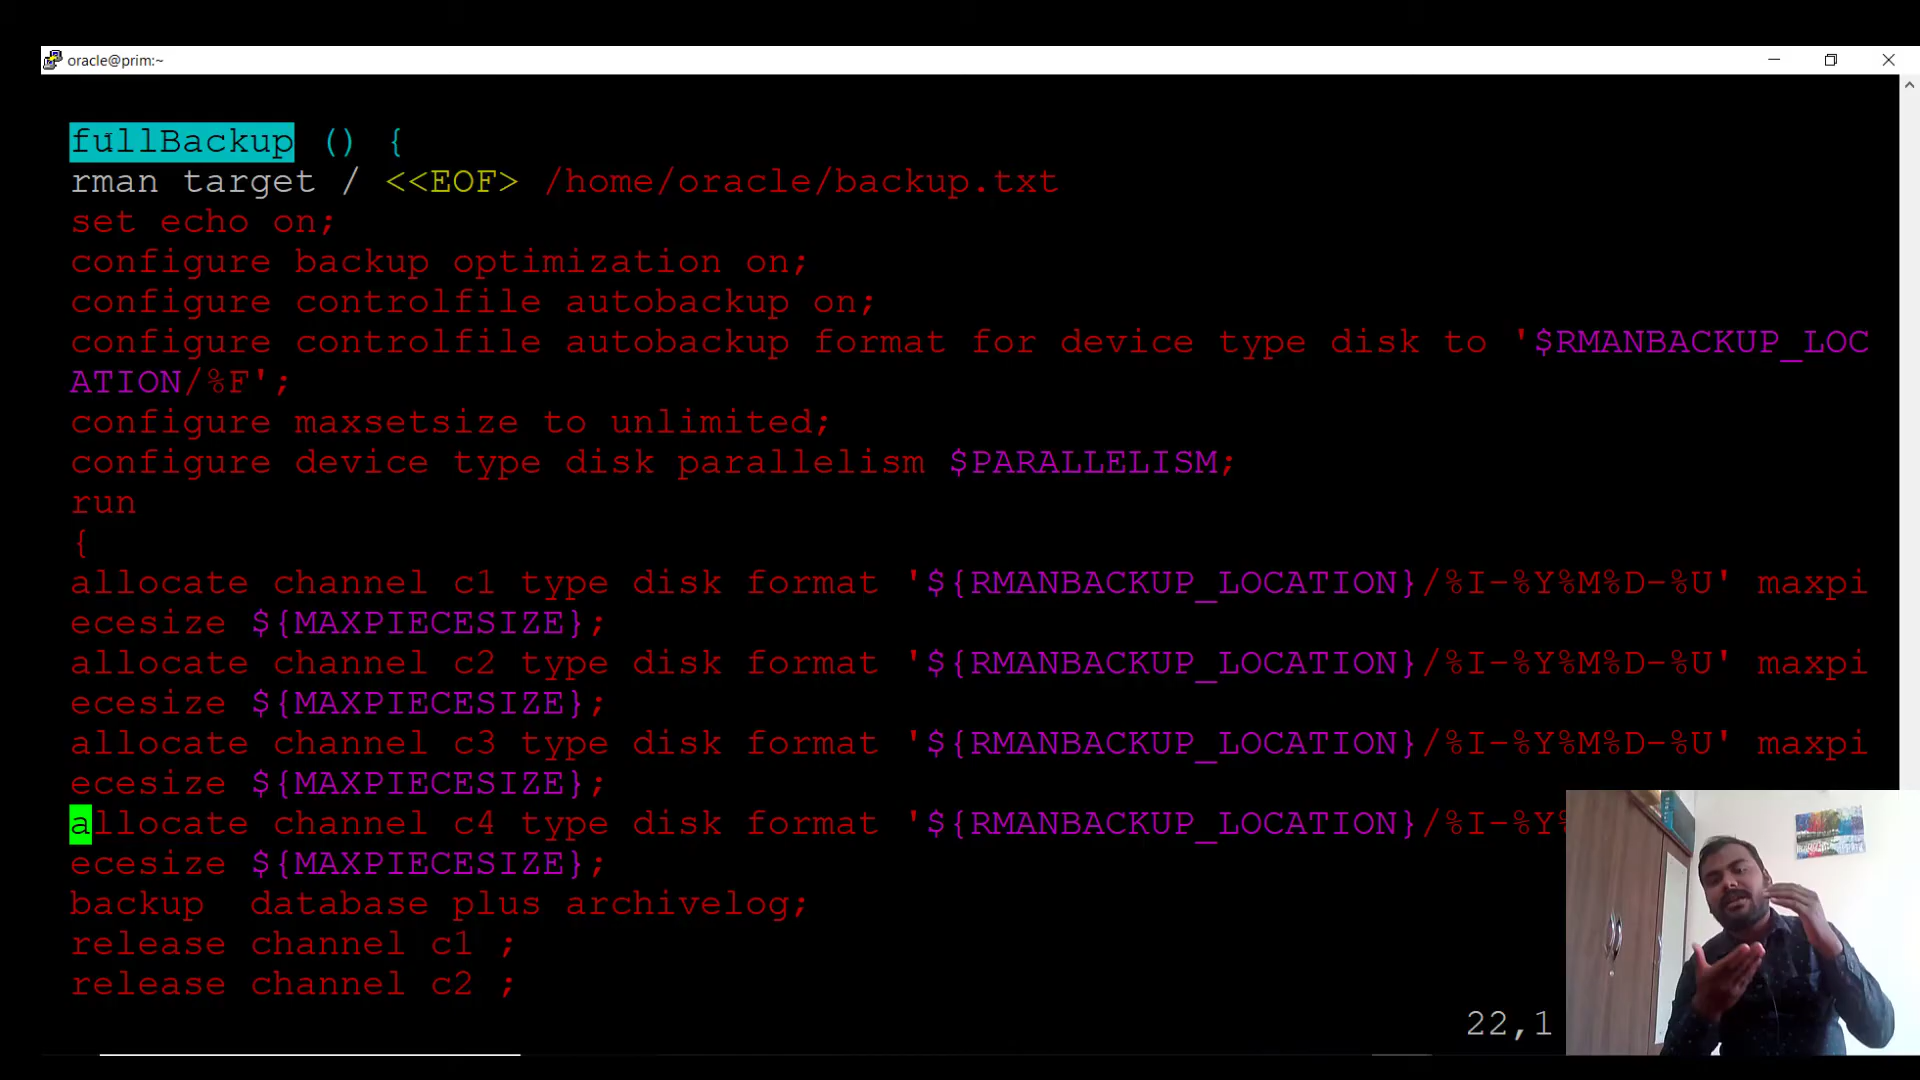 oracle@prim:~
fullBackup () {
rman target / <<EOF> /home/oracle/backup.txt
set echo on;
configure backup optimization on;
configure controlfile autobackup on;
configure controlfile autobackup format for device type disk to '$RMANBACKUP_LOC
ATION/%F';
configure maxsetsize to unlimited;
configure device type disk parallelism $PARALLELISM;
run
{
allocate channel c1 type disk format '${RMANBACKUP_LOCATION}/%I-%Y%M%D-%U' maxpi
ecesize ${MAXPIECESIZE};
allocate channel c2 type disk format '${RMANBACKUP_LOCATION}/%I-%Y%M%D-%U' maxpi
ecesize ${MAXPIECESIZE};
allocate channel c3 type disk format '${RMANBACKUP_LOCATION}/%I-%Y%M%D-%U' maxpi
ecesize ${MAXPIECESIZE};
allocate channel c4 type disk format '${RMANBACKUP_LOCATION}/%I-%Y
ecesize ${MAXPIECESIZE};
backup  database plus archivelog;
release channel c1 ;
release channel c2 ;
22,1